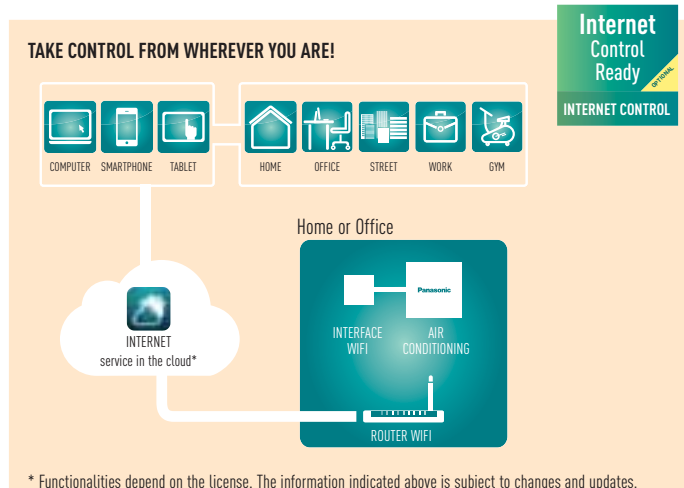 Internet
Control
Ready
OPTIONAL
INTERNET CONTROL
TAKE CONTROL FROM WHEREVER YOU ARE!
COMPUTER SMARTPHONE TABLET HOME OFFICE STREET WORK GYM
Home or Office
Panasonic
INTERFACE
WIFI
AIR
CONDITIONING
INTERNET
service in the cloud*
ROUTER WIFI
* Functionalities depend on the license. The information indicated above is subject to changes and updates.